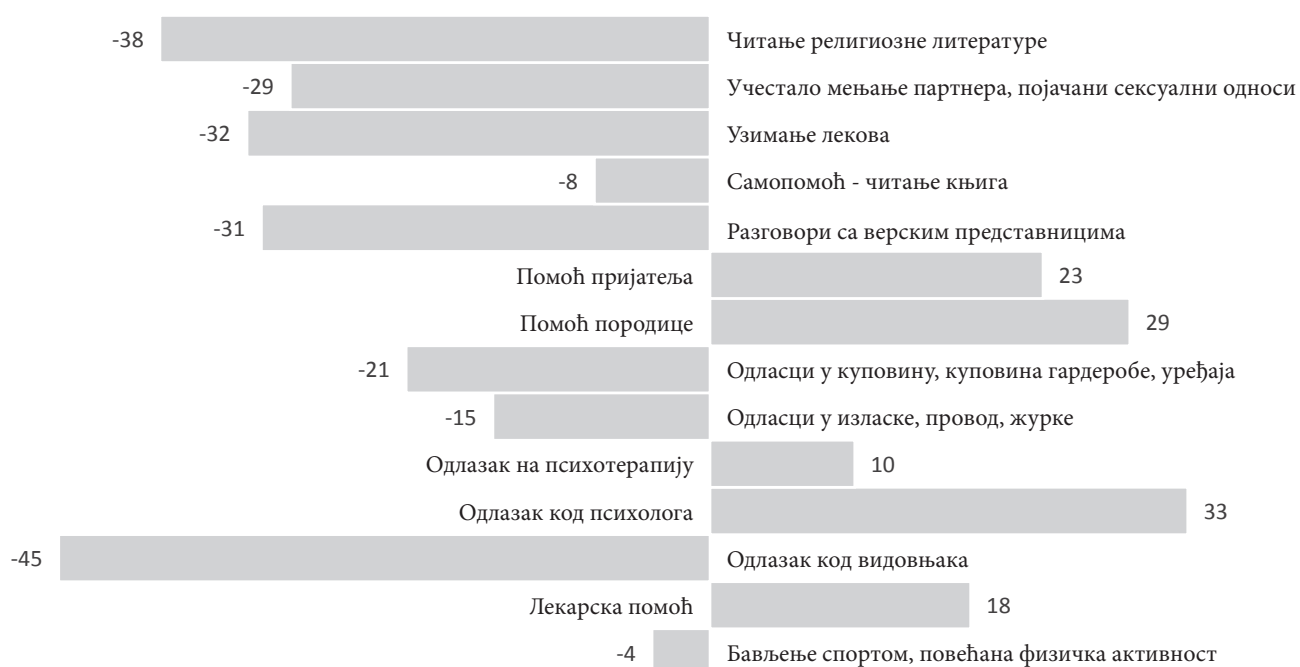 -38 Читање религиозне литературе
-29 Учестало мењање партнера, појачани сексуални односи
-32 Узимање лекова
-8 Самопомоћ - читање књига
-31 Разговори са верским представницима
Помоћ пријатеља 23
Помоћ породице 29
-21 Одласци у куповину, куповина гардеробе, уређаја
-15 Одласци у изласке, провод, журке
Одлазак на психотерапију 10
Одлазак код психолога 33
-45 Одлазак код видовњака
Лекарска помоћ 18
-4 Бављење спортом, повећана физичка активност